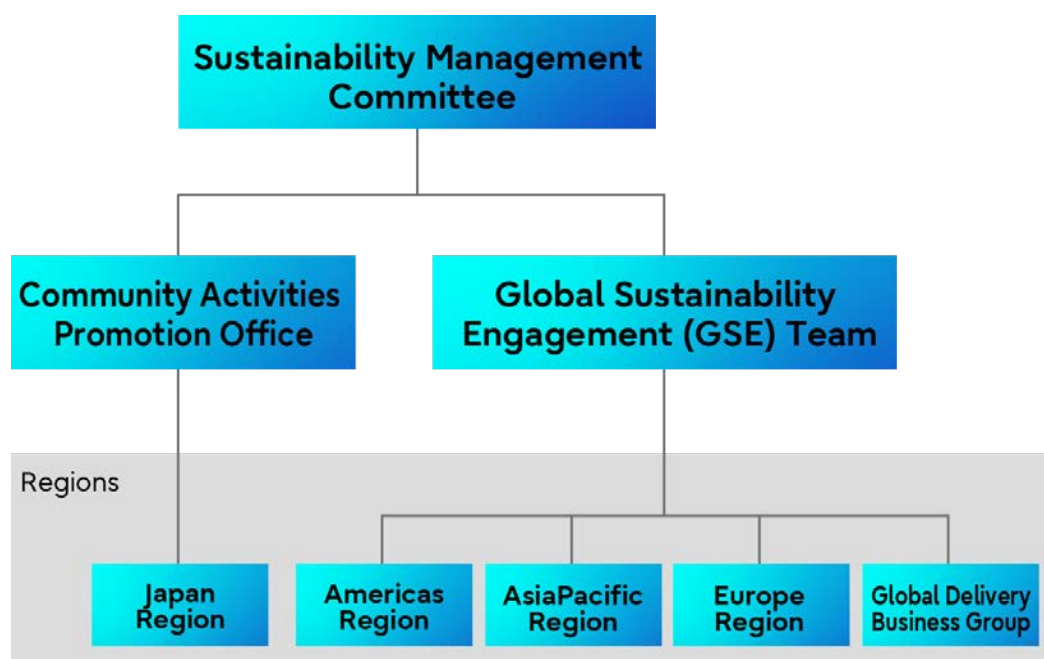 Sustainability Management
Committee
Community Activities
Promotion Office
Global Sustainability
Engagement (GSE) Team
Regions
Japan
Region
Americas
Region
AsiaPacific
Region
Europe
Region
Global Delivery
Business Group